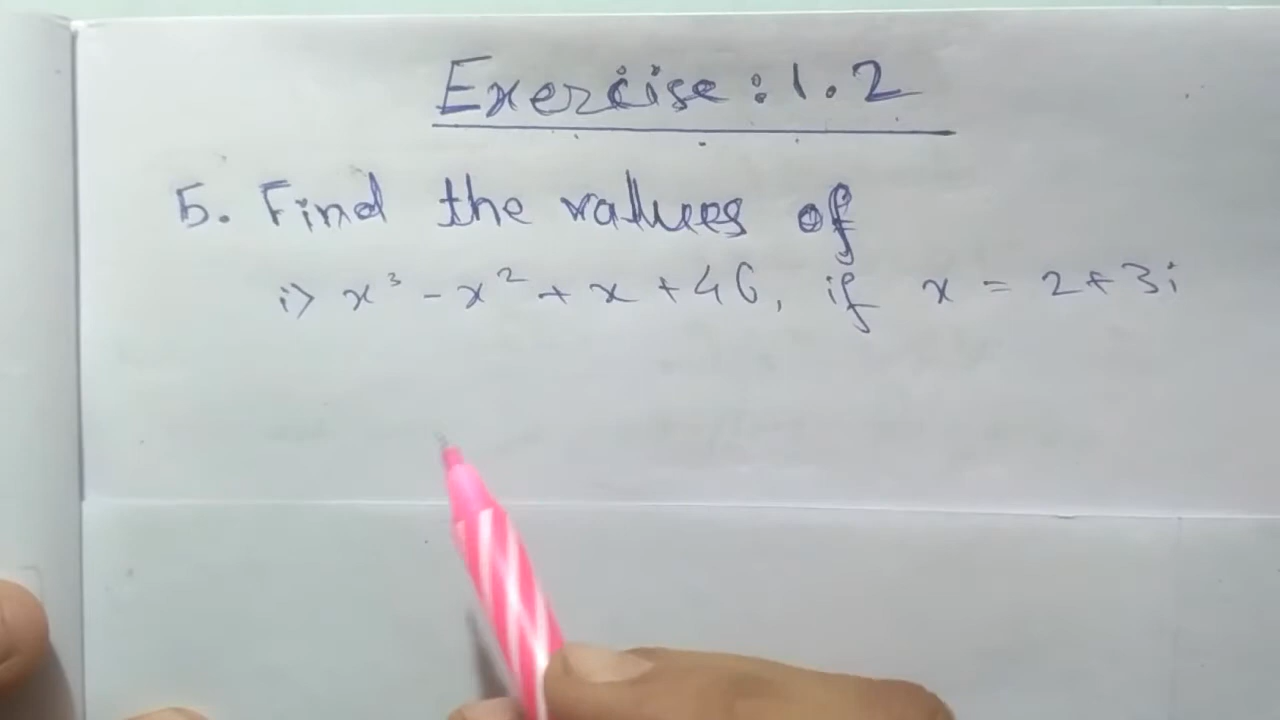 Exercise : 1.2
5. Find the values of
i> x³ - x² + x + 46, if x = 2+3i